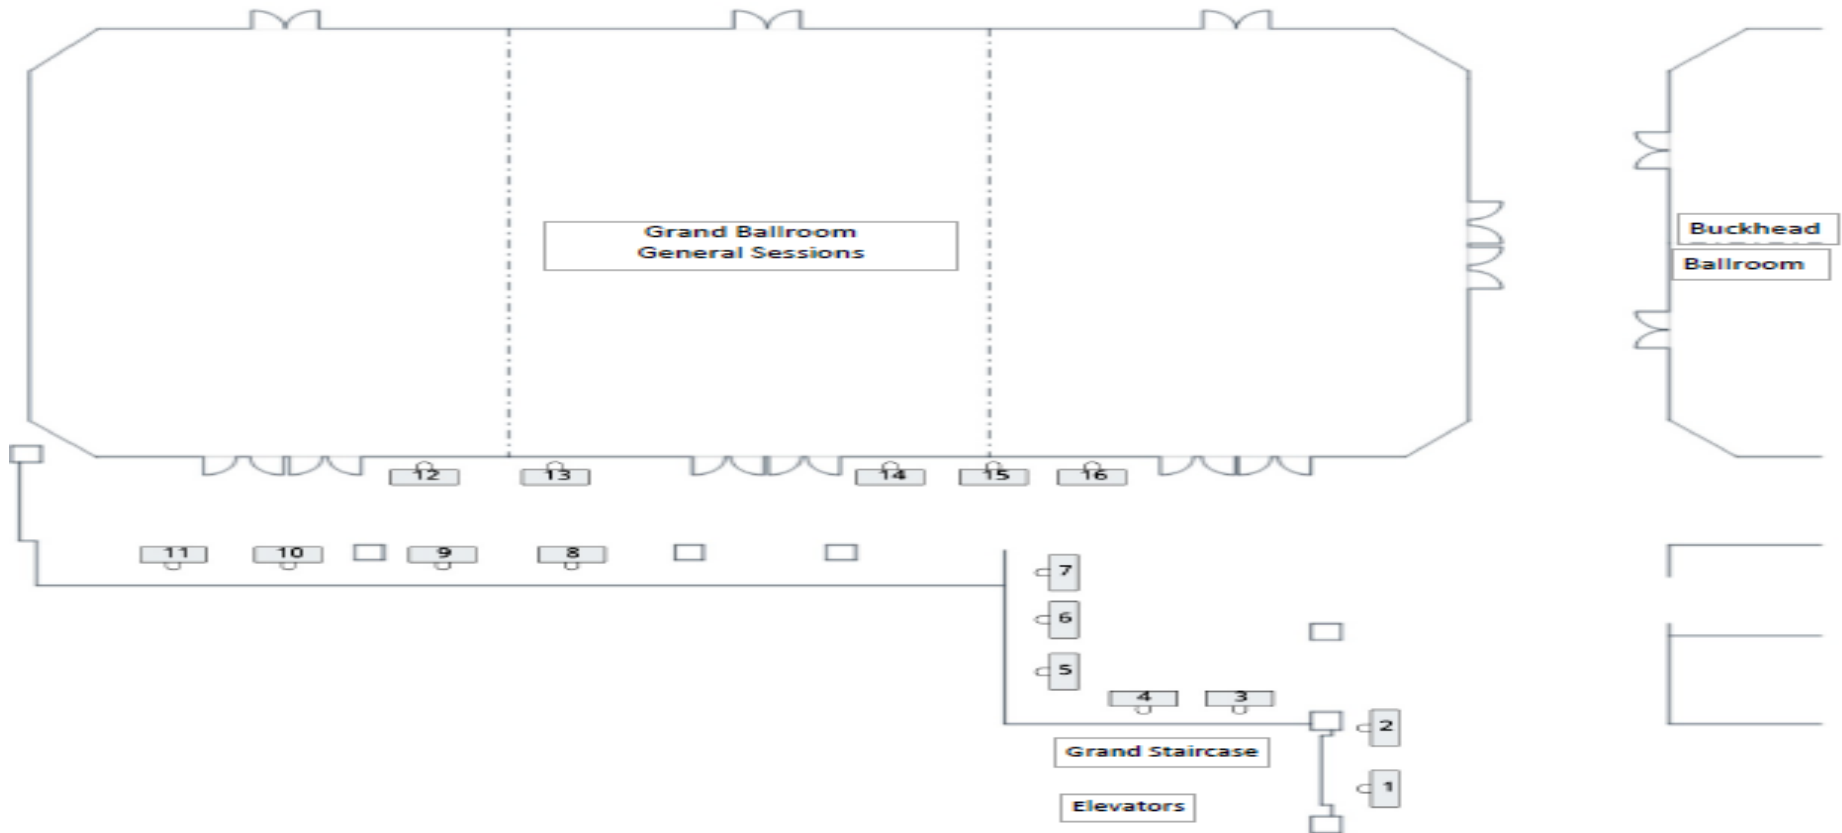 Grand Ballroom
General Sessions
Buckhead
Ballroom
12
13
14
15
16
11
10
9
8
7
6
5
4
3
2
1
Grand Staircase
Elevators